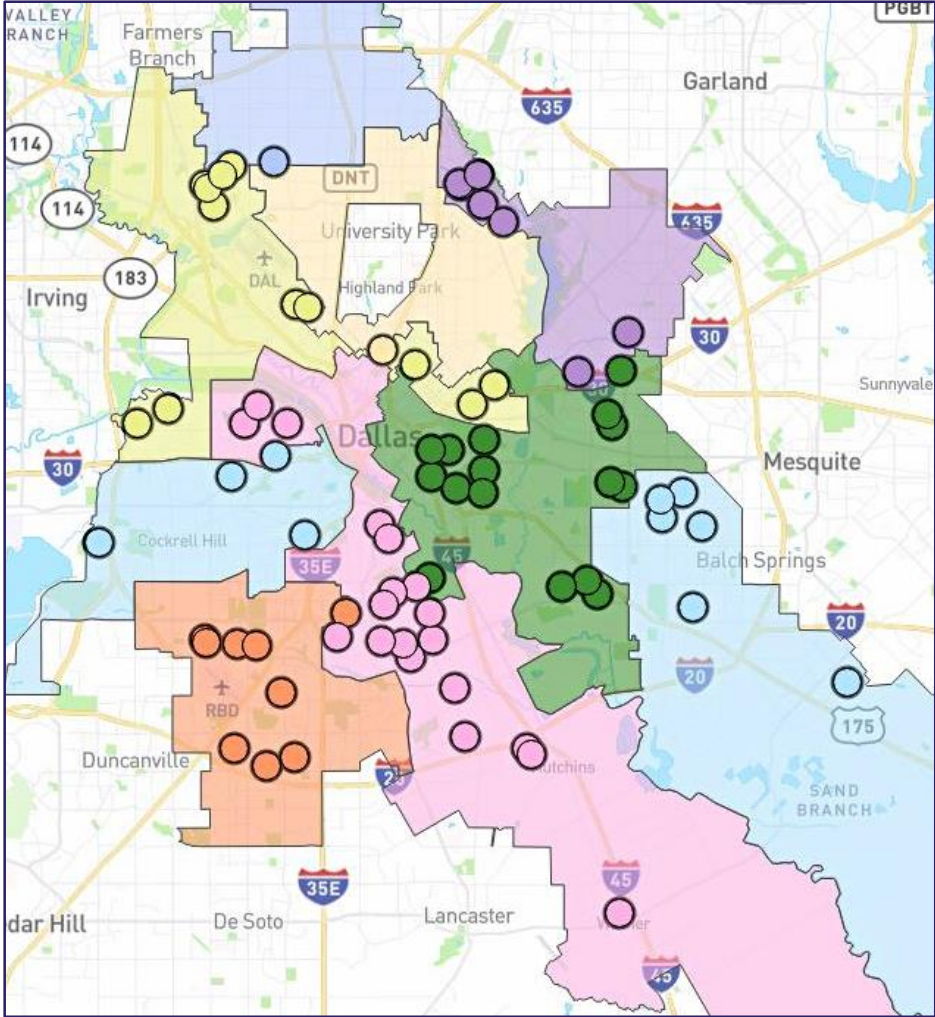 VALLEY
RANCH
Farmers
Branch
PGBT
Garland
635
114
DNT
114
635
University Park
DAL
183
Highland Park
Irving
30
Sunnyvale
30
Dallas
Mesquite
30
Cockrell Hill
45
Balch Springs
35E
20
20
RBD
175
Duncanville
Hutchins
20
SAND
BRANCH
45
35E
dar Hill
De Soto
Lancaster
45